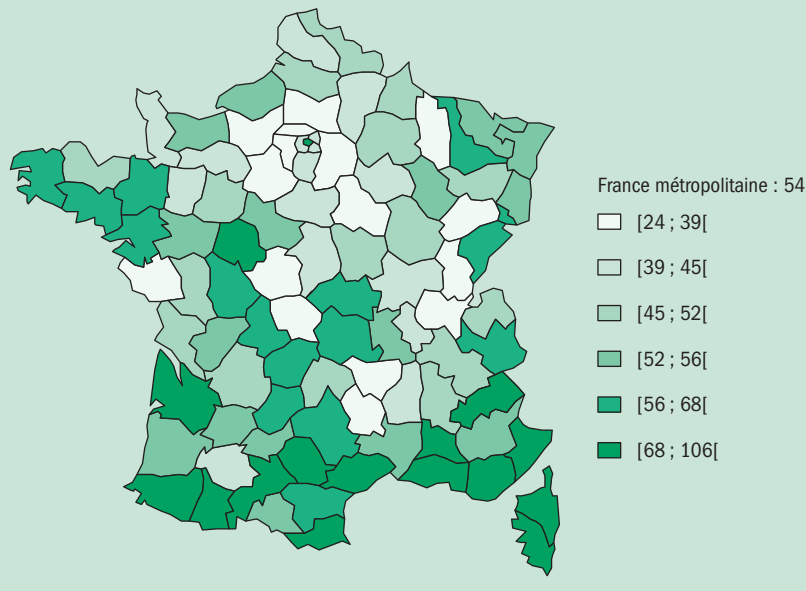 France métropolitaine : 54
[24 ; 39[
[39 ; 45[
[45 ; 52[
[52 ; 56[
[56 ; 68[
[68 ; 106[